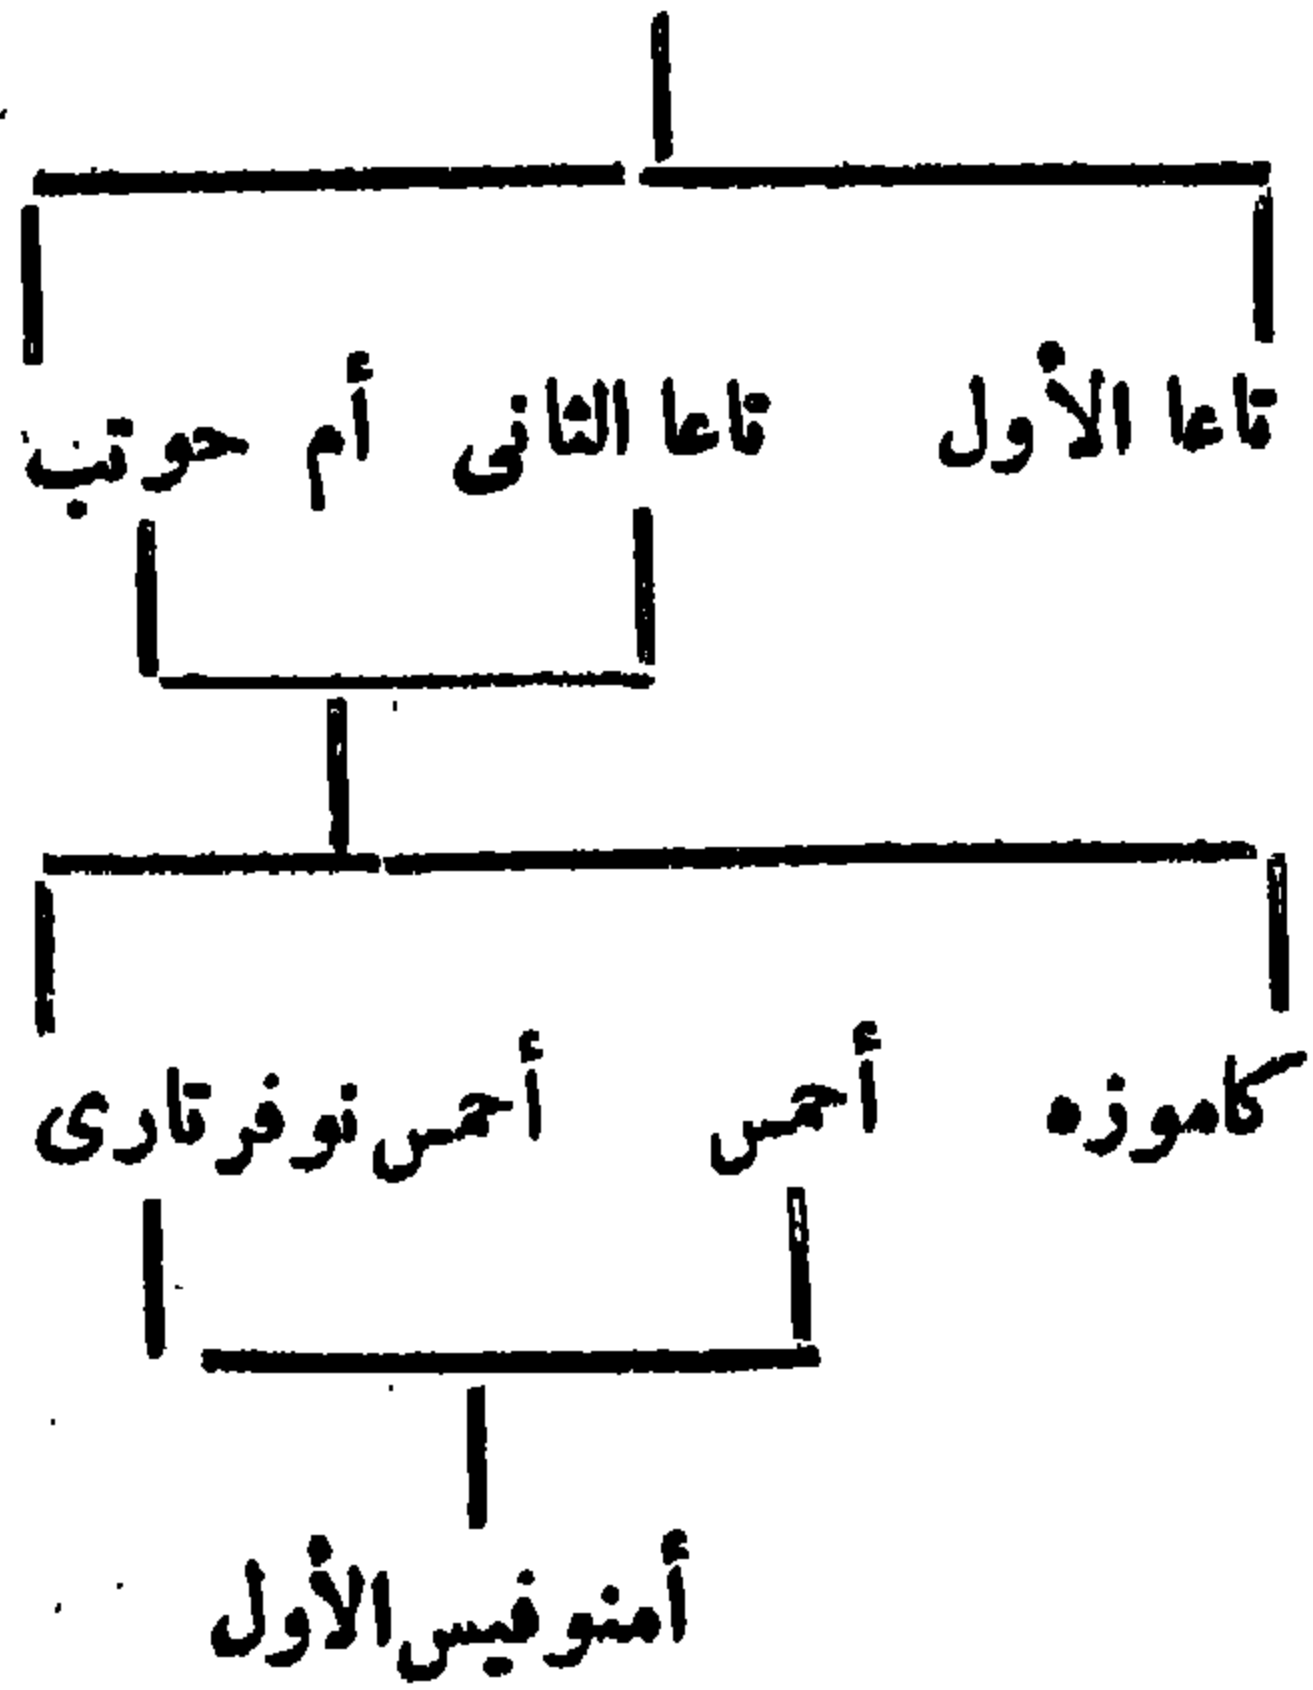 تاعا الأول تاعا الثانى أم حوتب
كاموزه أحمس أحمس نوفرتارى
أمنوفيس الأول